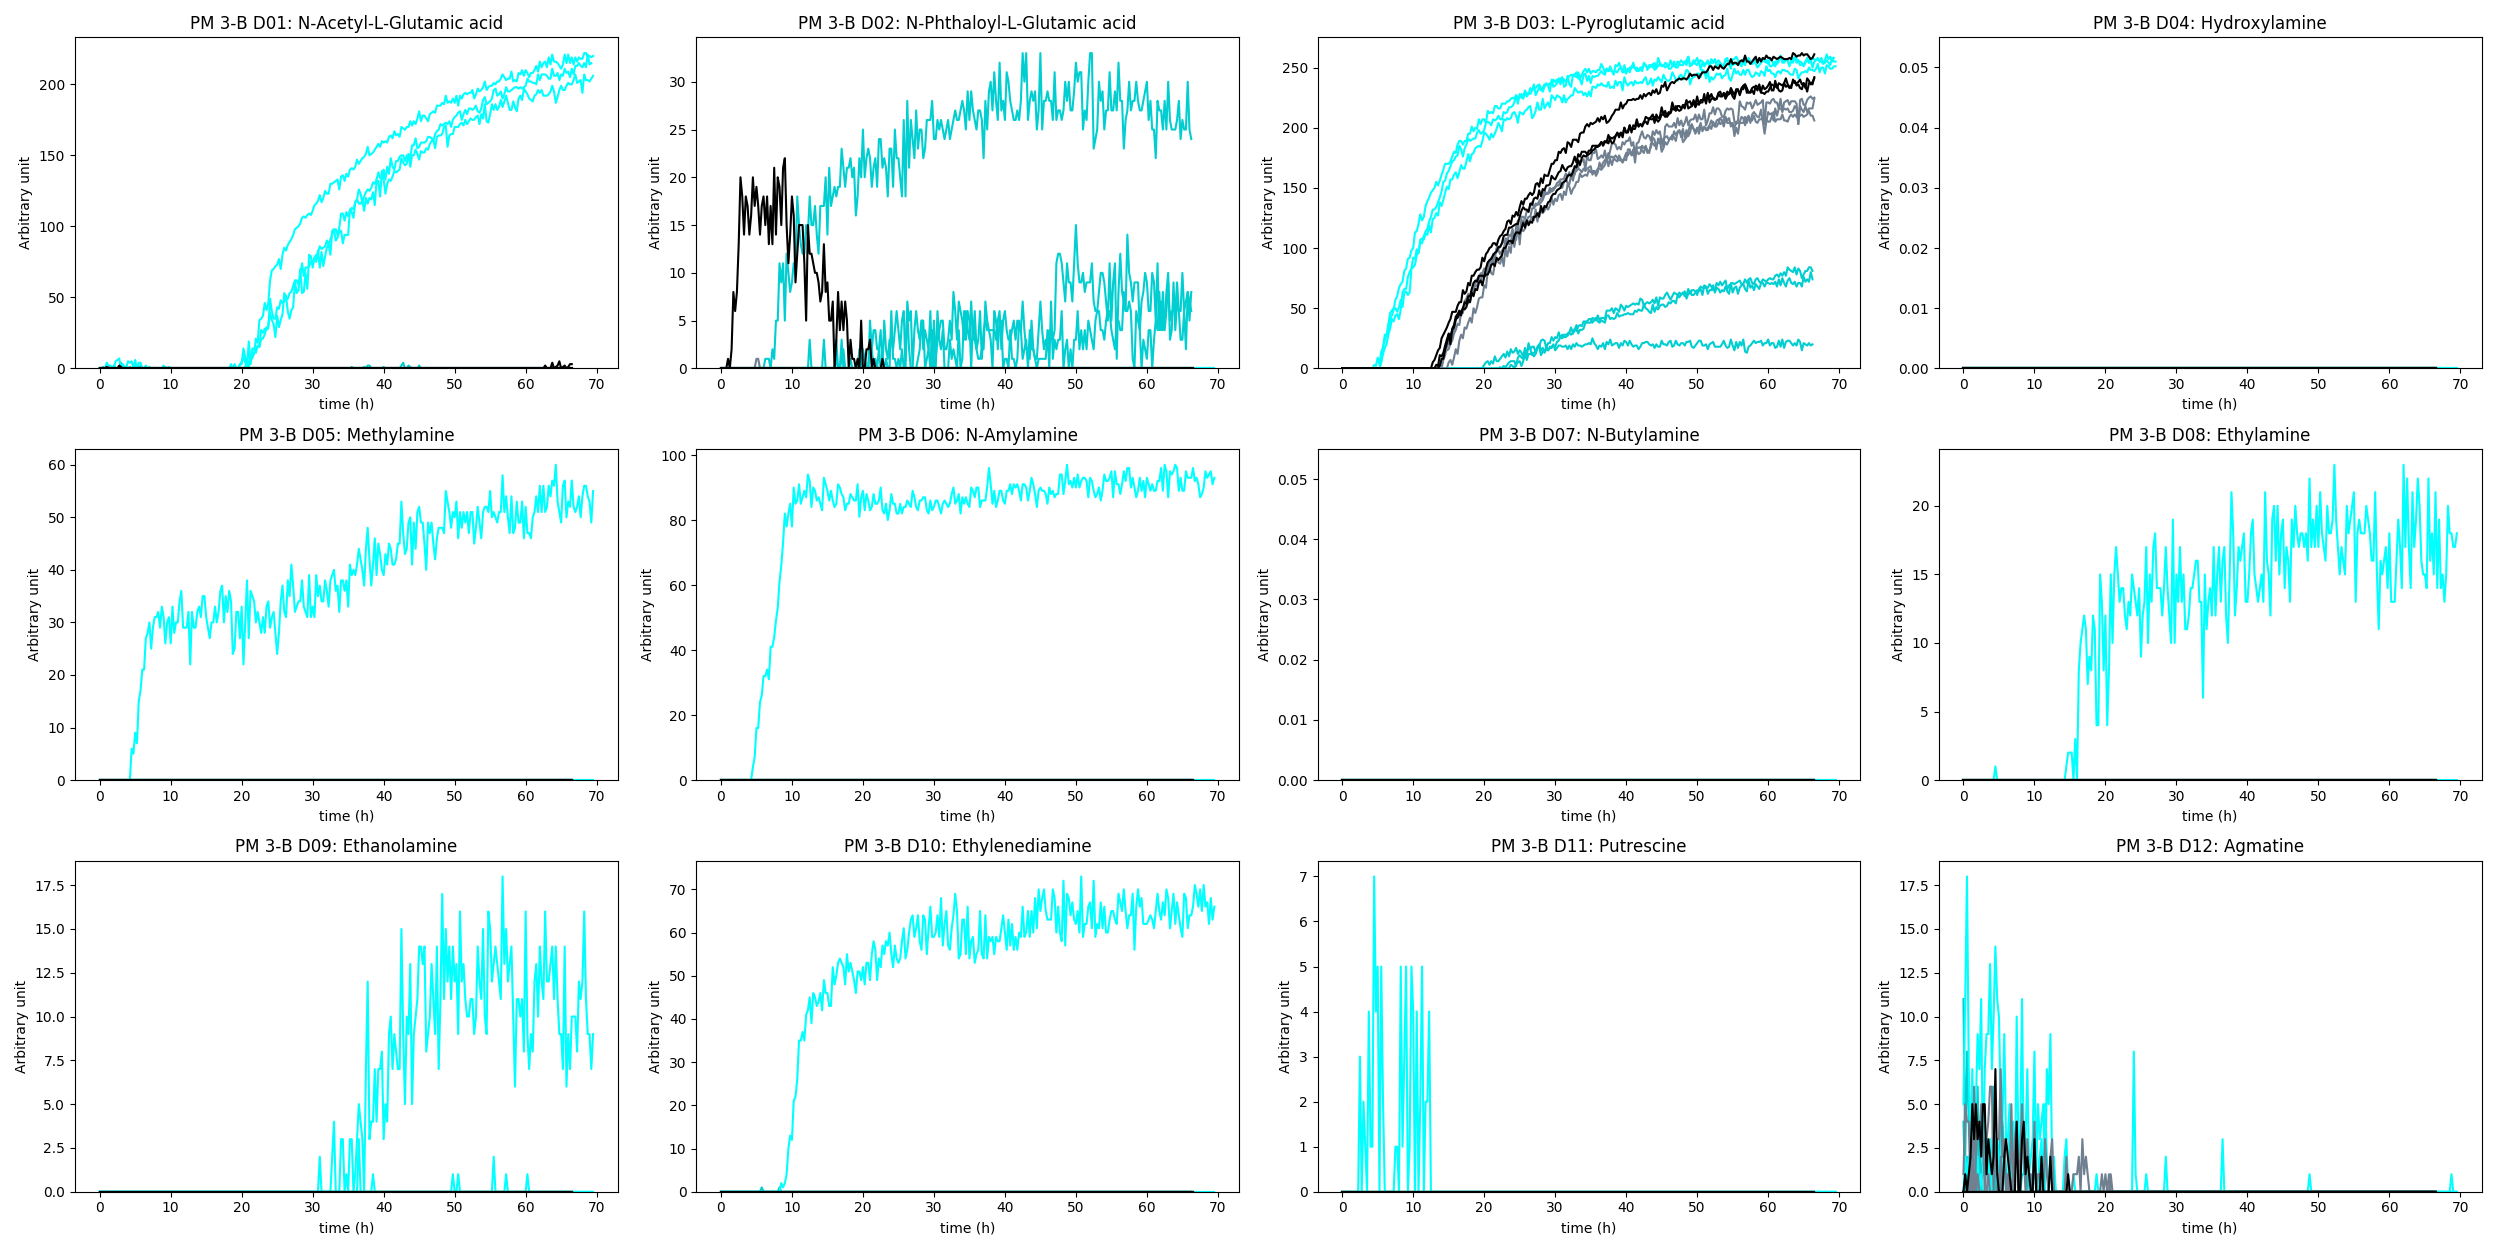 PM 3-B D01: N-Acetyl-L-Glutamic acid
Arbitrary unit
200
150
100
50
0
0 10 20 30 40 50 60 70
time (h)
PM 3-B D02: N-Phthaloyl-L-Glutamic acid
Arbitrary unit
30
25
20
15
10
5
0
0 10 20 30 40 50 60 70
time (h)
PM 3-B D03: L-Pyroglutamic acid
Arbitrary unit
250
200
150
100
50
0
0 10 20 30 40 50 60 70
time (h)
PM 3-B D04: Hydroxylamine
Arbitrary unit
0.05
0.04
0.03
0.02
0.01
0.00
0 10 20 30 40 50 60 70
time (h)
PM 3-B D05: Methylamine
Arbitrary unit
60
50
40
30
20
10
0
0 10 20 30 40 50 60 70
time (h)
PM 3-B D06: N-Amylamine
Arbitrary unit
100
80
60
40
20
0
0 10 20 30 40 50 60 70
time (h)
PM 3-B D07: N-Butylamine
Arbitrary unit
0.05
0.04
0.03
0.02
0.01
0.00
0 10 20 30 40 50 60 70
time (h)
PM 3-B D08: Ethylamine
Arbitrary unit
20
15
10
5
0
0 10 20 30 40 50 60 70
time (h)
PM 3-B D09: Ethanolamine
Arbitrary unit
17.5
15.0
12.5
10.0
7.5
5.0
2.5
0.0
0 10 20 30 40 50 60 70
time (h)
PM 3-B D10: Ethylenediamine
Arbitrary unit
70
60
50
40
30
20
10
0
0 10 20 30 40 50 60 70
time (h)
PM 3-B D11: Putrescine
Arbitrary unit
7
6
5
4
3
2
1
0
0 10 20 30 40 50 60 70
time (h)
PM 3-B D12: Agmatine
Arbitrary unit
17.5
15.0
12.5
10.0
7.5
5.0
2.5
0.0
0 10 20 30 40 50 60 70
time (h)